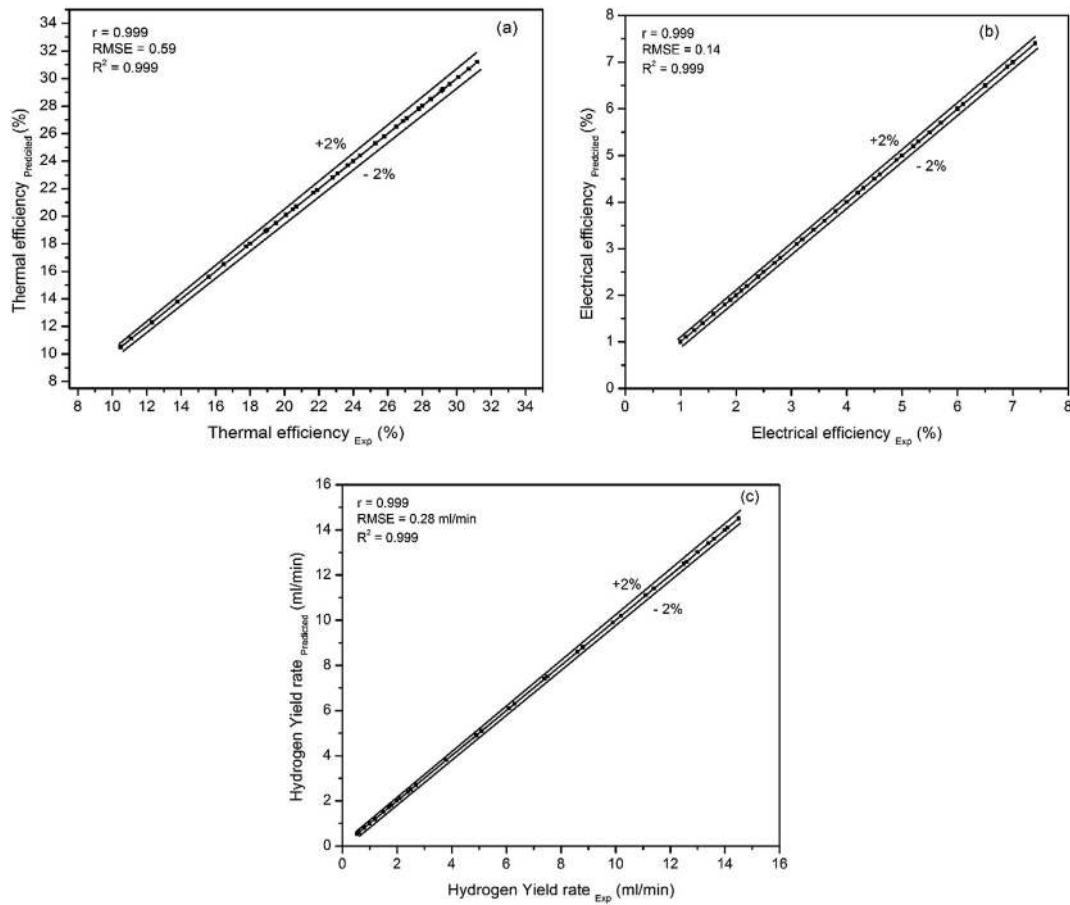 (a)
r = 0.999
RMSE = 0.59
R² = 0.999
34
32
30
28
26
24
22
20
18
16
14
12
10
8
+2%
- 2%
Thermal efficiency Predcited (%)
8 10 12 14 16 18 20 22 24 26 28 30 32 34
Thermal efficiency Exp (%)
(b)
r = 0.999
RMSE = 0.14
R² = 0.999
8
7
6
5
4
3
2
1
0
+2%
- 2%
Electrical efficiency Predcited (%)
0 1 2 3 4 5 6 7 8
Electrical efficiency Exp (%)
(c)
r = 0.999
RMSE = 0.28 ml/min
R² = 0.999
16
14
12
10
8
6
4
2
0
+2%
- 2%
Hydrogen Yield rate Predicted (ml/min)
0 2 4 6 8 10 12 14 16
Hydrogen Yield rate Exp (ml/min)